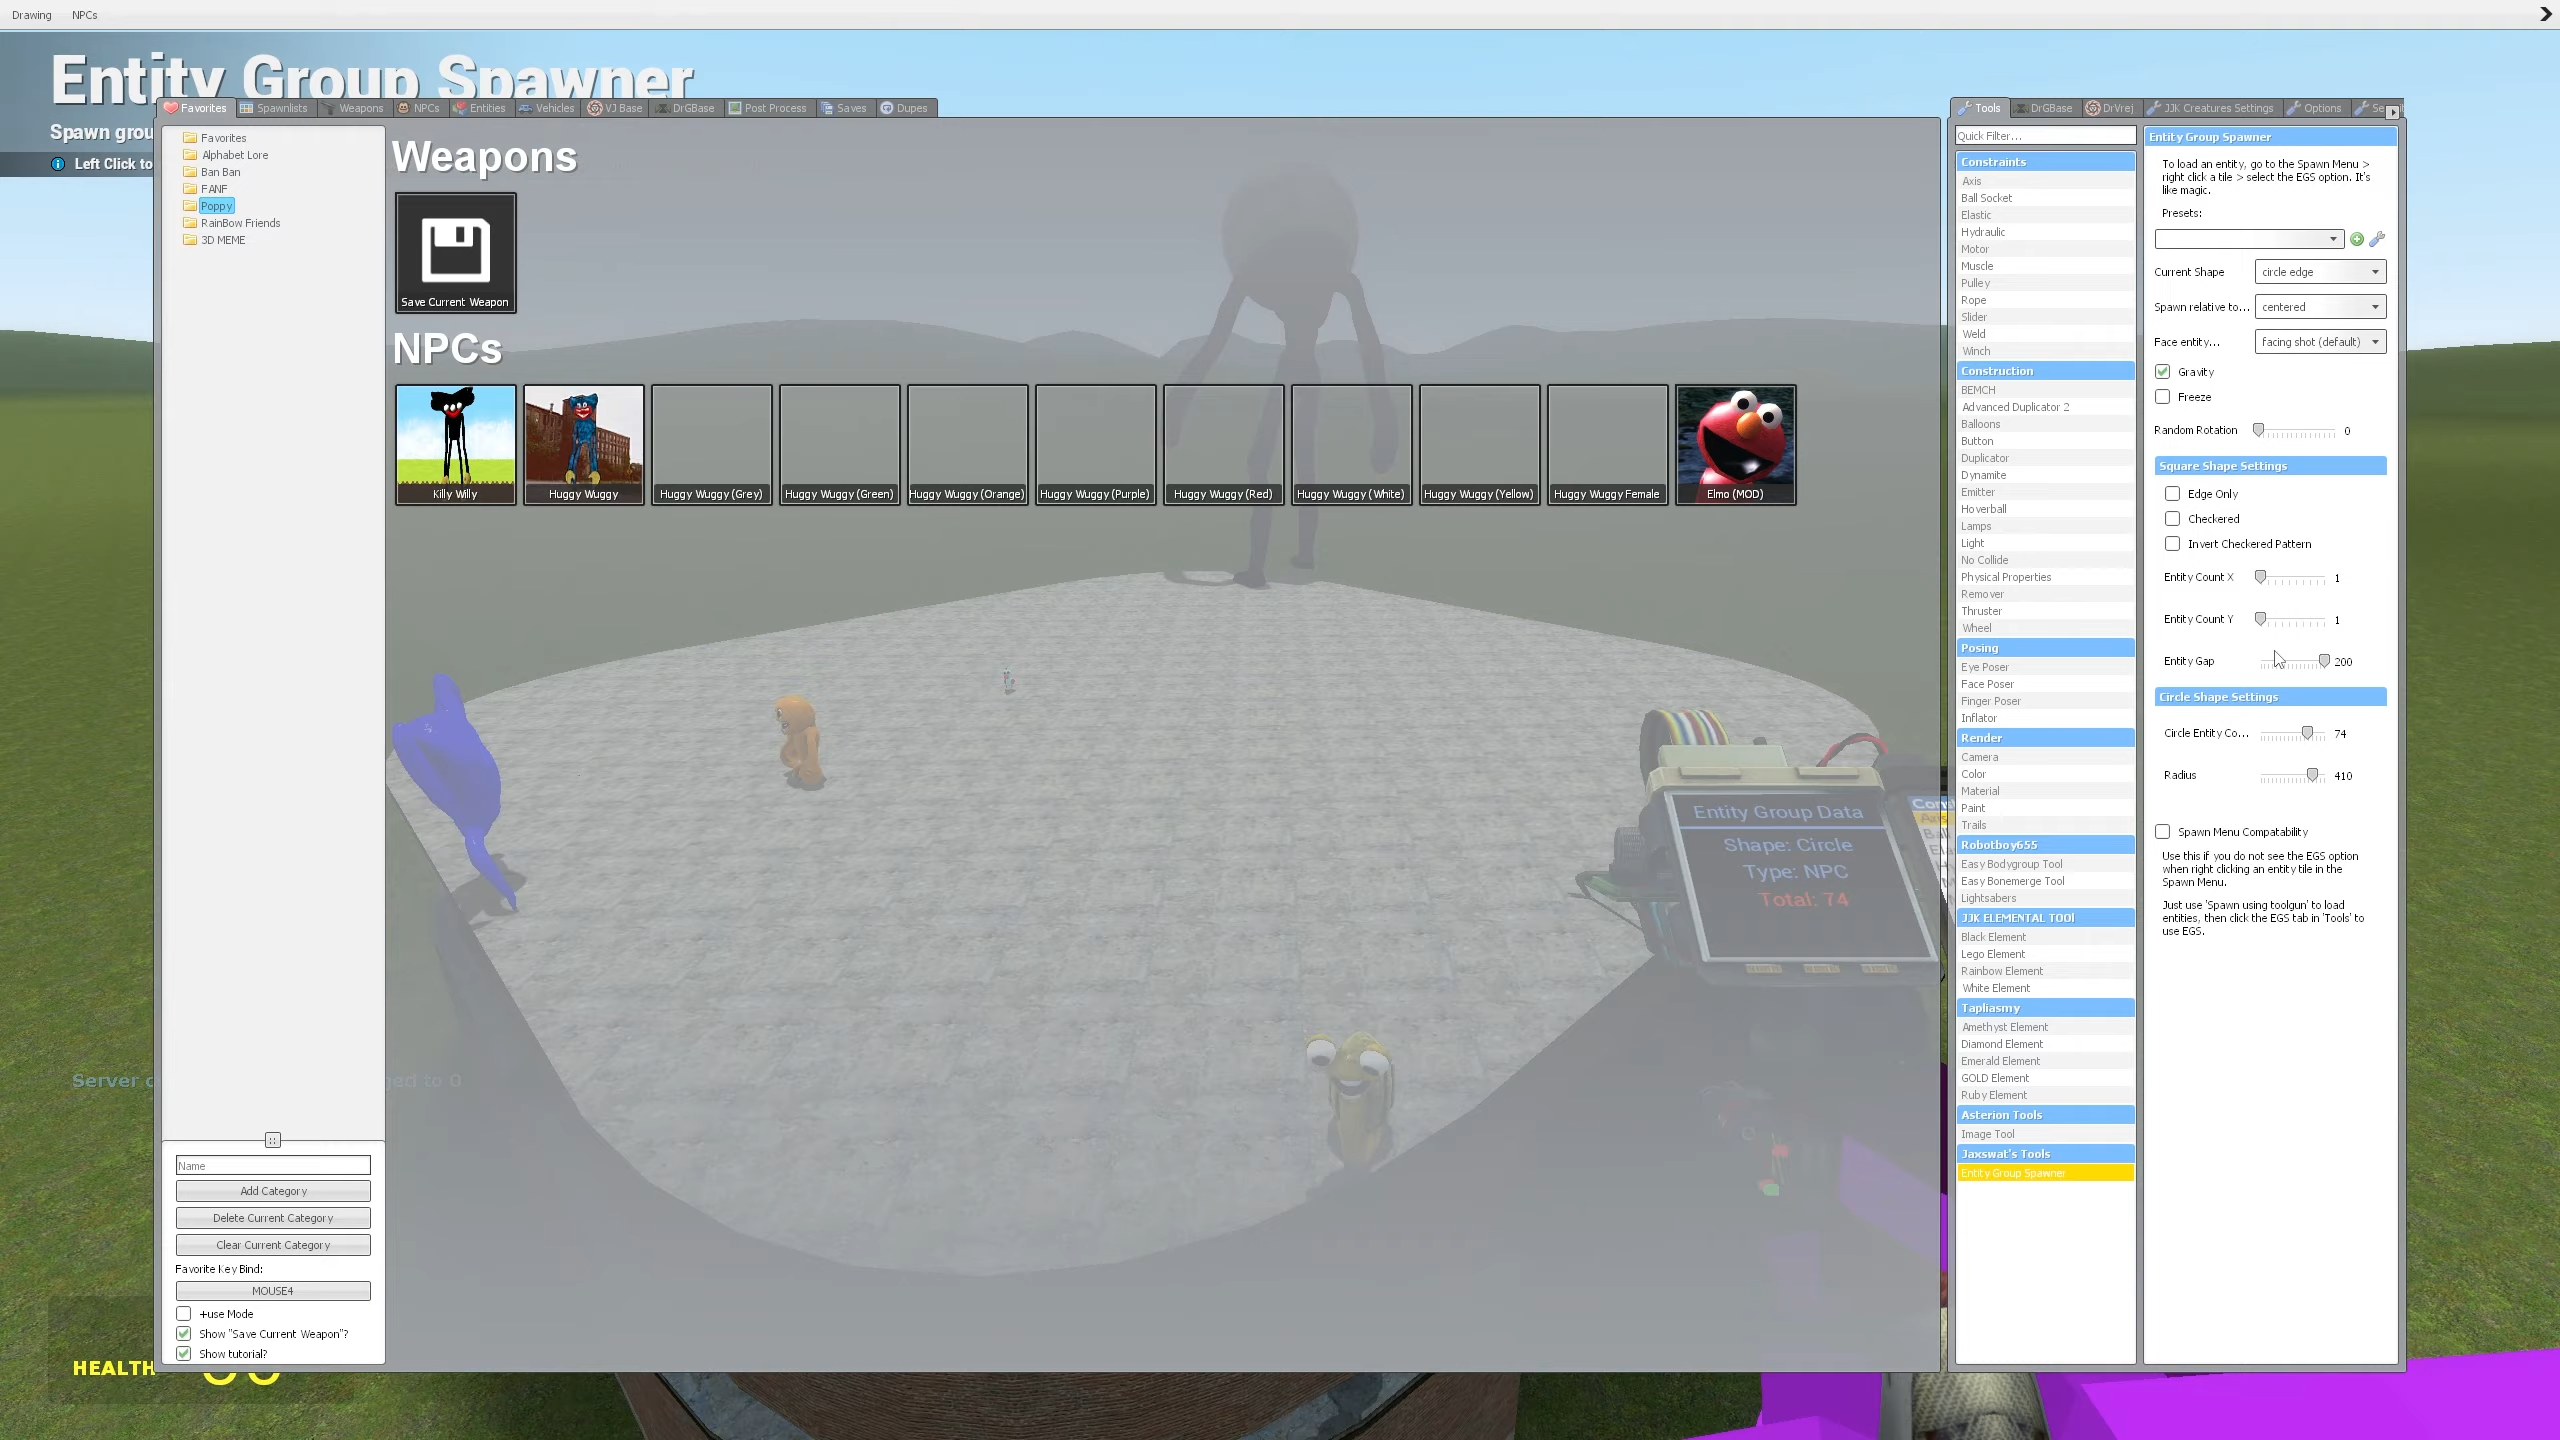 Drawing
NPCs
Entity Group Spawner
Spawn grou
Left Click to
Favorites
Spawnlists
Weapons
NPCs
Entities
Vehicles
VJ Base
DrGBase
Post Process
Saves
Dupes
Favorites
Alphabet Lore
Ban Ban
FANF
Poppy
RainBow Friends
3D MEME
Weapons
Save Current Weapon
NPCs
Killy Willy
Huggy Wuggy
Huggy Wuggy (Grey)
Huggy Wuggy (Green)
Huggy Wuggy (Orange)
Huggy Wuggy (Purple)
Huggy Wuggy (Red)
Huggy Wuggy (White)
Huggy Wuggy (Yellow)
Huggy Wuggy Female
Elmo (MOD)
Entity Group Data
Shape: Circle
Type: NPC
Total: 74
Server
ged to 0
Name
Add Category
Delete Current Category
Clear Current Category
Favorite Key Bind:
MOUSE4
+use Mode
Show "Save Current Weapon"?
Show tutorial?
HEALTH
Tools
DrGBase
DrVrej
JJK Creatures Settings
Options
Quick Filter...
Constraints
Axis
Ball Socket
Elastic
Hydraulic
Motor
Muscle
Pulley
Rope
Slider
Weld
Winch
Construction
BEMCH
Advanced Duplicator 2
Balloons
Button
Duplicator
Dynamite
Emitter
Hoverball
Lamps
Light
No Collide
Physical Properties
Remover
Thruster
Wheel
Posing
Eye Poser
Face Poser
Finger Poser
Inflator
Render
Camera
Color
Material
Paint
Trails
Robotboy655
Easy Bodygroup Tool
Easy Bonemerge Tool
Lightsabers
JJK ELEMENTAL TOOl
Black Element
Lego Element
Rainbow Element
White Element
Tapliasmy
Amethyst Element
Diamond Element
Emerald Element
GOLD Element
Ruby Element
Asterion Tools
Image Tool
Jaxswat's Tools
Entity Group Spawner
Entity Group Spawner
To load an entity, go to the Spawn Menu >
right click a tile > select the EGS option. It's
like magic.
Presets:
Current Shape
circle edge
Spawn relative to...
centered
Face entity...
facing shot (default)
Gravity
Freeze
Random Rotation
0
Square Shape Settings
Edge Only
Checkered
Invert Checkered Pattern
Entity Count X
1
Entity Count Y
1
Entity Gap
200
Circle Shape Settings
Circle Entity Co...
74
Radius
410
Spawn Menu Compatability
Use this if you do not see the EGS option
when right clicking an entity tile in the
Spawn Menu.
Just use 'Spawn using toolgun' to load
entities, then click the EGS tab in 'Tools' to
use EGS.